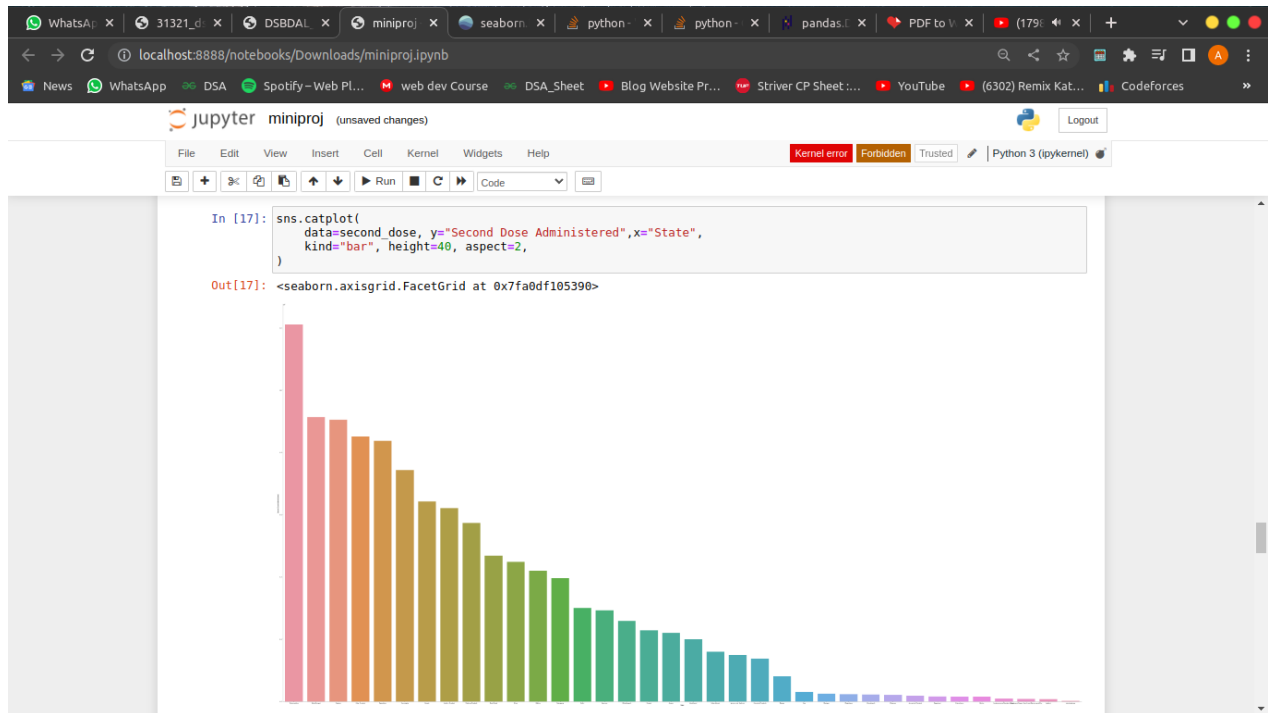 WhatsAp
31321_ds
DSBDAL_
miniproj
seaborn.
python -
python -
pandas.D
PDF to W
(179
localhost:8888/notebooks/Downloads/miniproj.ipynb
A
News WhatsApp DSA Spotify – Web Pl... web dev Course DSA_Sheet Blog Website Pr... Striver CP Sheet :... YouTube (6302) Remix Kat... Codeforces »
jupyter miniproj (unsaved changes) Logout
File Edit View Insert Cell Kernel Widgets Help Kernel error Forbidden Trusted Python 3 (ipykernel)
Run Code
In [17]: sns.catplot(
data=second_dose, y="Second Dose Administered",x="State",
kind="bar", height=40, aspect=2,
)
Out[17]: <seaborn.axisgrid.FacetGrid at 0x7fa0df105390>